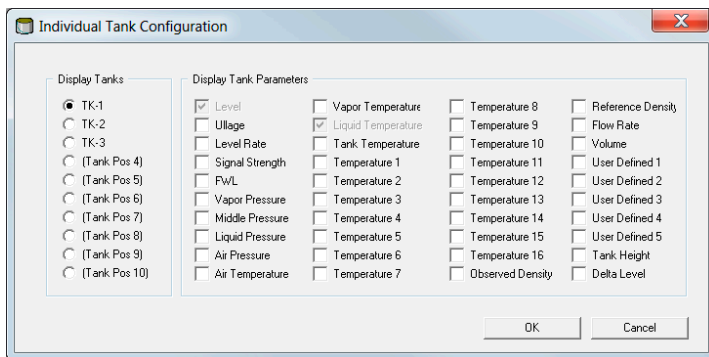 Individual Tank Configuration
Display Tanks
TK-1
TK-2
TK-3
(Tank Pos 4)
(Tank Pos 5)
(Tank Pos 6)
(Tank Pos 7)
(Tank Pos 8)
(Tank Pos 9)
(Tank Pos 10)
Display Tank Parameters
Level
Ullage
Level Rate
Signal Strength
FWL
Vapor Pressure
Middle Pressure
Liquid Pressure
Air Pressure
Air Temperature
Vapor Temperature
Liquid Temperature
Tank Temperature
Temperature 1
Temperature 2
Temperature 3
Temperature 4
Temperature 5
Temperature 6
Temperature 7
Temperature 8
Temperature 9
Temperature 10
Temperature 11
Temperature 12
Temperature 13
Temperature 14
Temperature 15
Temperature 16
Observed Density
Reference Density
Flow Rate
Volume
User Defined 1
User Defined 2
User Defined 3
User Defined 4
User Defined 5
Tank Height
Delta Level
OK
Cancel